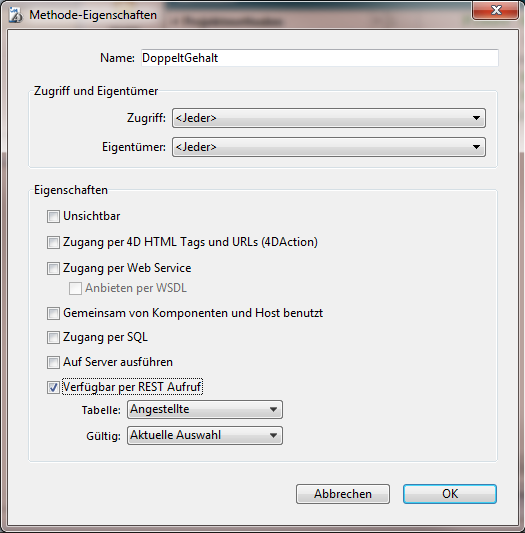 Methode-Eigenschaften
Name: DoppeltGehalt
Zugriff und Eigentümer
Zugriff: <Jeder>
Eigentümer: <Jeder>
Eigenschaften
Unsichtbar
Zugang per 4D HTML Tags und URLs (4DAction)
Zugang per Web Service
Anbieten per WSDL
Gemeinsam von Komponenten und Host benutzt
Zugang per SQL
Auf Server ausführen
Verfügbar per REST Aufruf
Tabelle: Angestellte
Gültig: Aktuelle Auswahl
Abbrechen OK